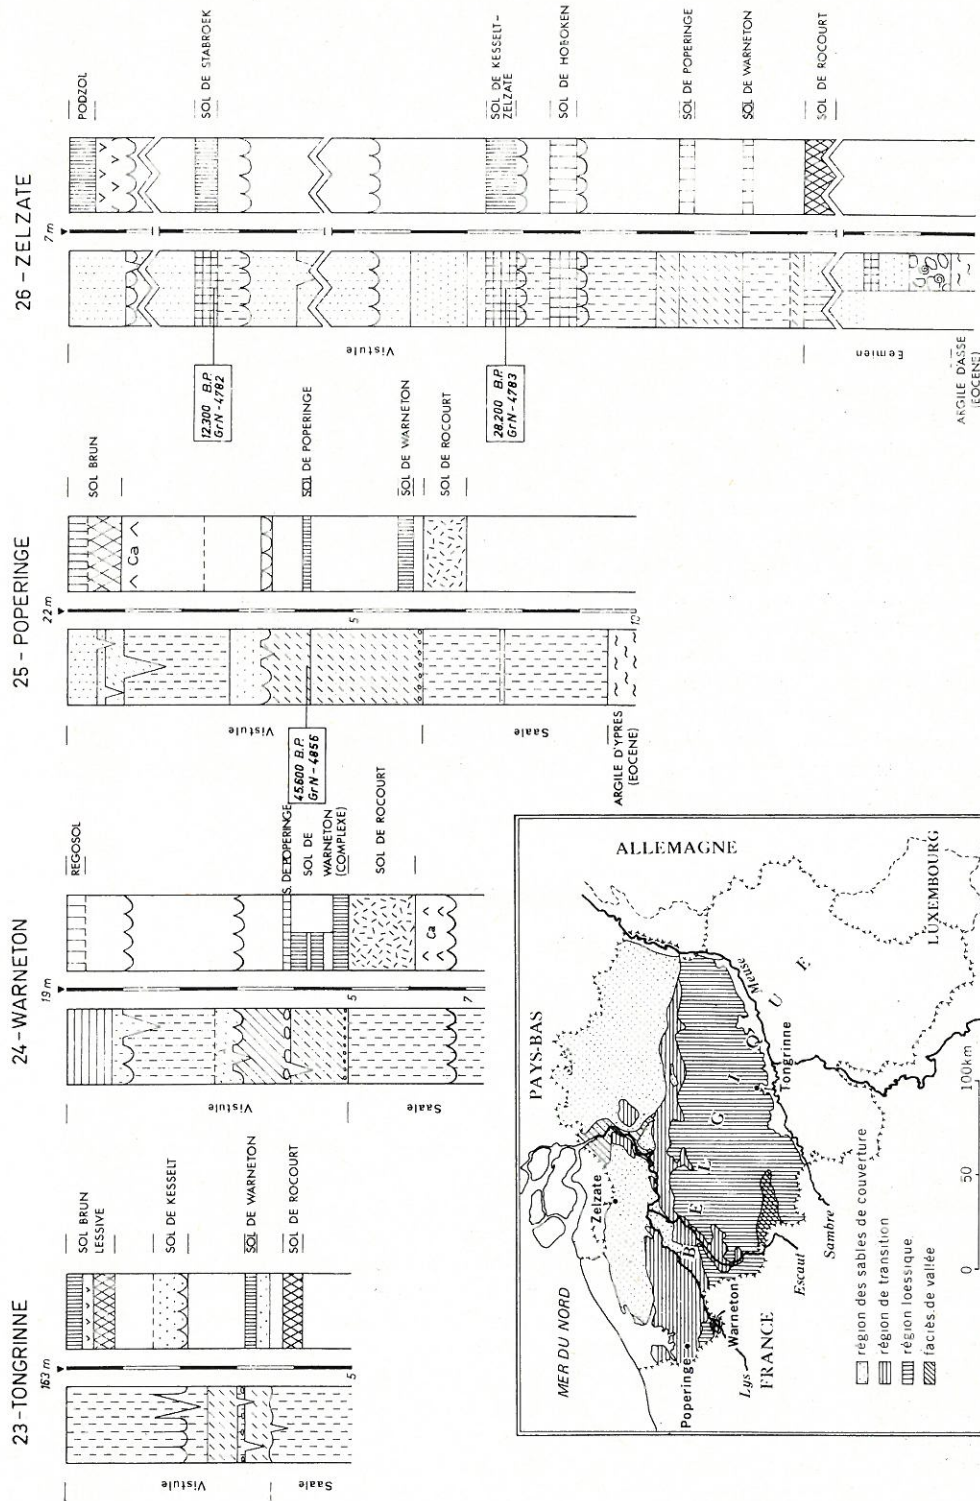 23-TONGRINNE
163 m
SOL BRUN
LESSIVE
SOL DE KESSELT
SOL DE WARNETON
SOL DE ROCOURT
Vistule
Saale
5
24-WARNETON
19 m
REGOSOL
S. DE POPERINGE
SOL DE
WARNETON
(COMPLEXE)
SOL DE ROCOURT
Ca
Vistule
Saale
5
7
25 - POPERINGE
22 m
SOL BRUN
Ca
SOL DE POPERINGE
SOL DE WARNETON
SOL DE ROCOURT
Vistule
45.600 B.P.
GrN-4856
Saale
ARGILE D'YPRES
(EOCENE)
5
10
26 - ZELZATE
7 m
PODZOL
SOL DE STABROEK
SOL DE KESSELT-
ZELZATE
SOL DE HOBOKEN
SOL DE POPERINGE
SOL DE WARNETON
SOL DE ROCOURT
Vistule
12.300 B.P.
GrN-4782
28.200 B.P.
GrN-4783
Eemien
ARGILE D'ASSE
(EOCENE)
MER DU NORD
PAYS-BAS
ALLEMAGNE
Zelzate
BELGIQUE
Meuse
Poperinge
Warneton
Lys
FRANCE
Escaut
Sambre
Tongrinne
LUXEMBOURG
région des sables de couverture
région de transition
région loessique
faciès de vallée
0 50 100km